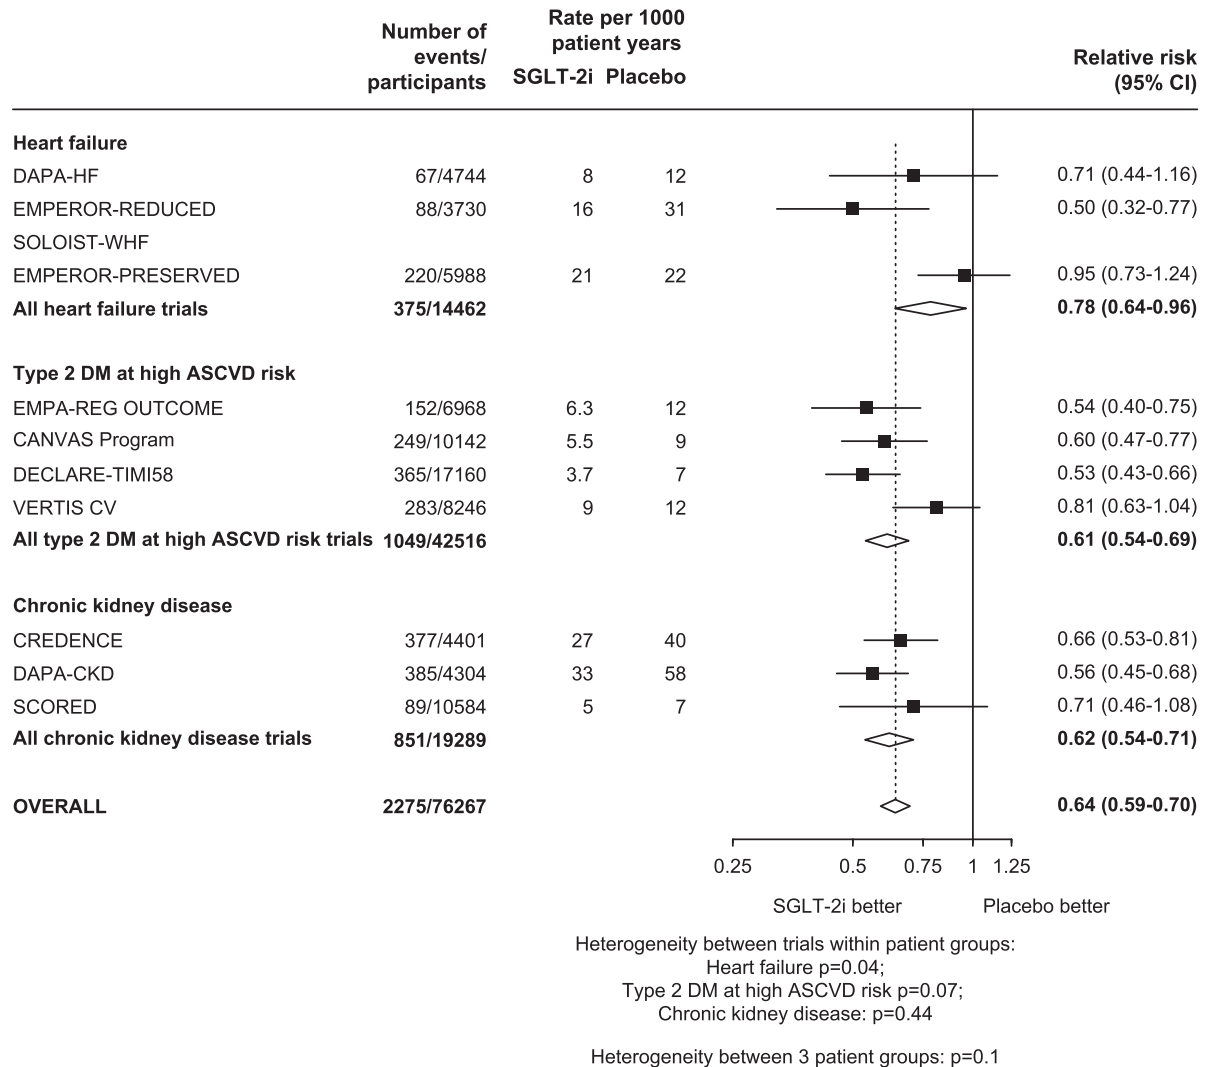 Number of events/ participants
Rate per 1000 patient years
SGLT-2i Placebo
Relative risk (95% CI)
Heart failure
DAPA-HF 67/4744 8 12 0.71 (0.44-1.16)
EMPEROR-REDUCED 88/3730 16 31 0.50 (0.32-0.77)
SOLOIST-WHF
EMPEROR-PRESERVED 220/5988 21 22 0.95 (0.73-1.24)
All heart failure trials 375/14462 0.78 (0.64-0.96)
Type 2 DM at high ASCVD risk
EMPA-REG OUTCOME 152/6968 6.3 12 0.54 (0.40-0.75)
CANVAS Program 249/10142 5.5 9 0.60 (0.47-0.77)
DECLARE-TIMI58 365/17160 3.7 7 0.53 (0.43-0.66)
VERTIS CV 283/8246 9 12 0.81 (0.63-1.04)
All type 2 DM at high ASCVD risk trials 1049/42516 0.61 (0.54-0.69)
Chronic kidney disease
CREDENCE 377/4401 27 40 0.66 (0.53-0.81)
DAPA-CKD 385/4304 33 58 0.56 (0.45-0.68)
SCORED 89/10584 5 7 0.71 (0.46-1.08)
All chronic kidney disease trials 851/19289 0.62 (0.54-0.71)
OVERALL 2275/76267 0.64 (0.59-0.70)
0.25 0.5 0.75 1 1.25
SGLT-2i better Placebo better
Heterogeneity between trials within patient groups:
Heart failure p=0.04;
Type 2 DM at high ASCVD risk p=0.07;
Chronic kidney disease: p=0.44
Heterogeneity between 3 patient groups: p=0.1